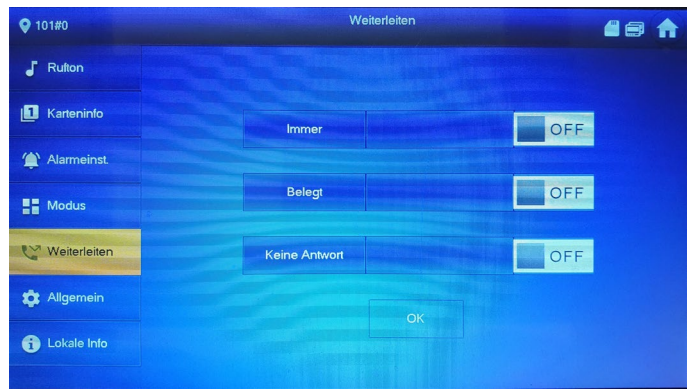 101#0
Weiterleiten
Rufton
1 Karteninfo
Alarmeinst.
Modus
Weiterleiten
Allgemein
Lokale Info
Immer
OFF
Belegt
OFF
Keine Antwort
OFF
OK